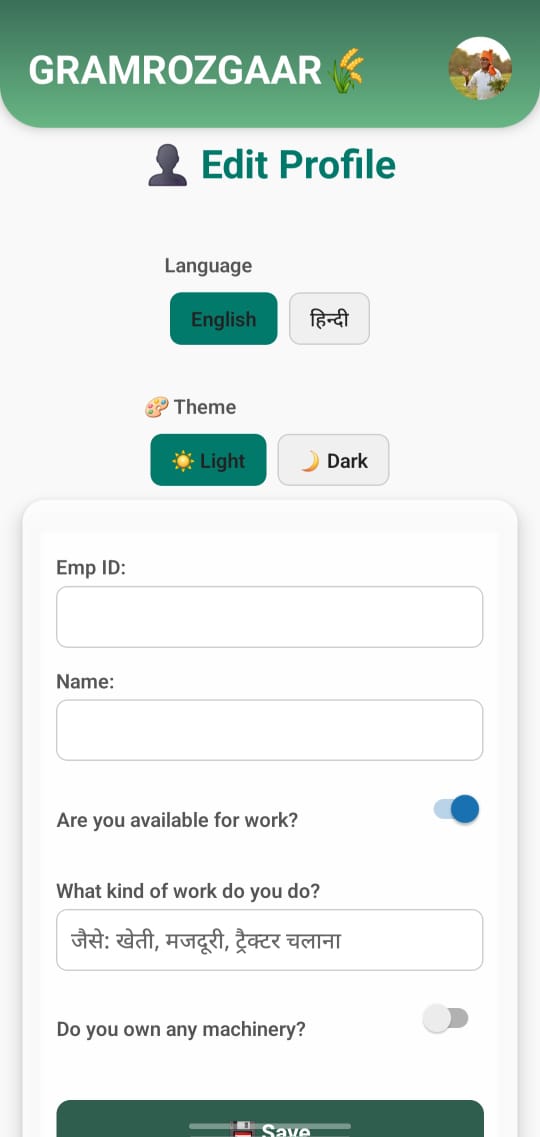 GRAMROZGAAR🌾
👤 Edit Profile
Language
English हिन्दी
🎨 Theme
☀️ Light 🌙 Dark
Emp ID:
Name:
Are you available for work?
What kind of work do you do?
जैसे: खेती, मजदूरी, ट्रैक्टर चलाना
Do you own any machinery?
💾 Save